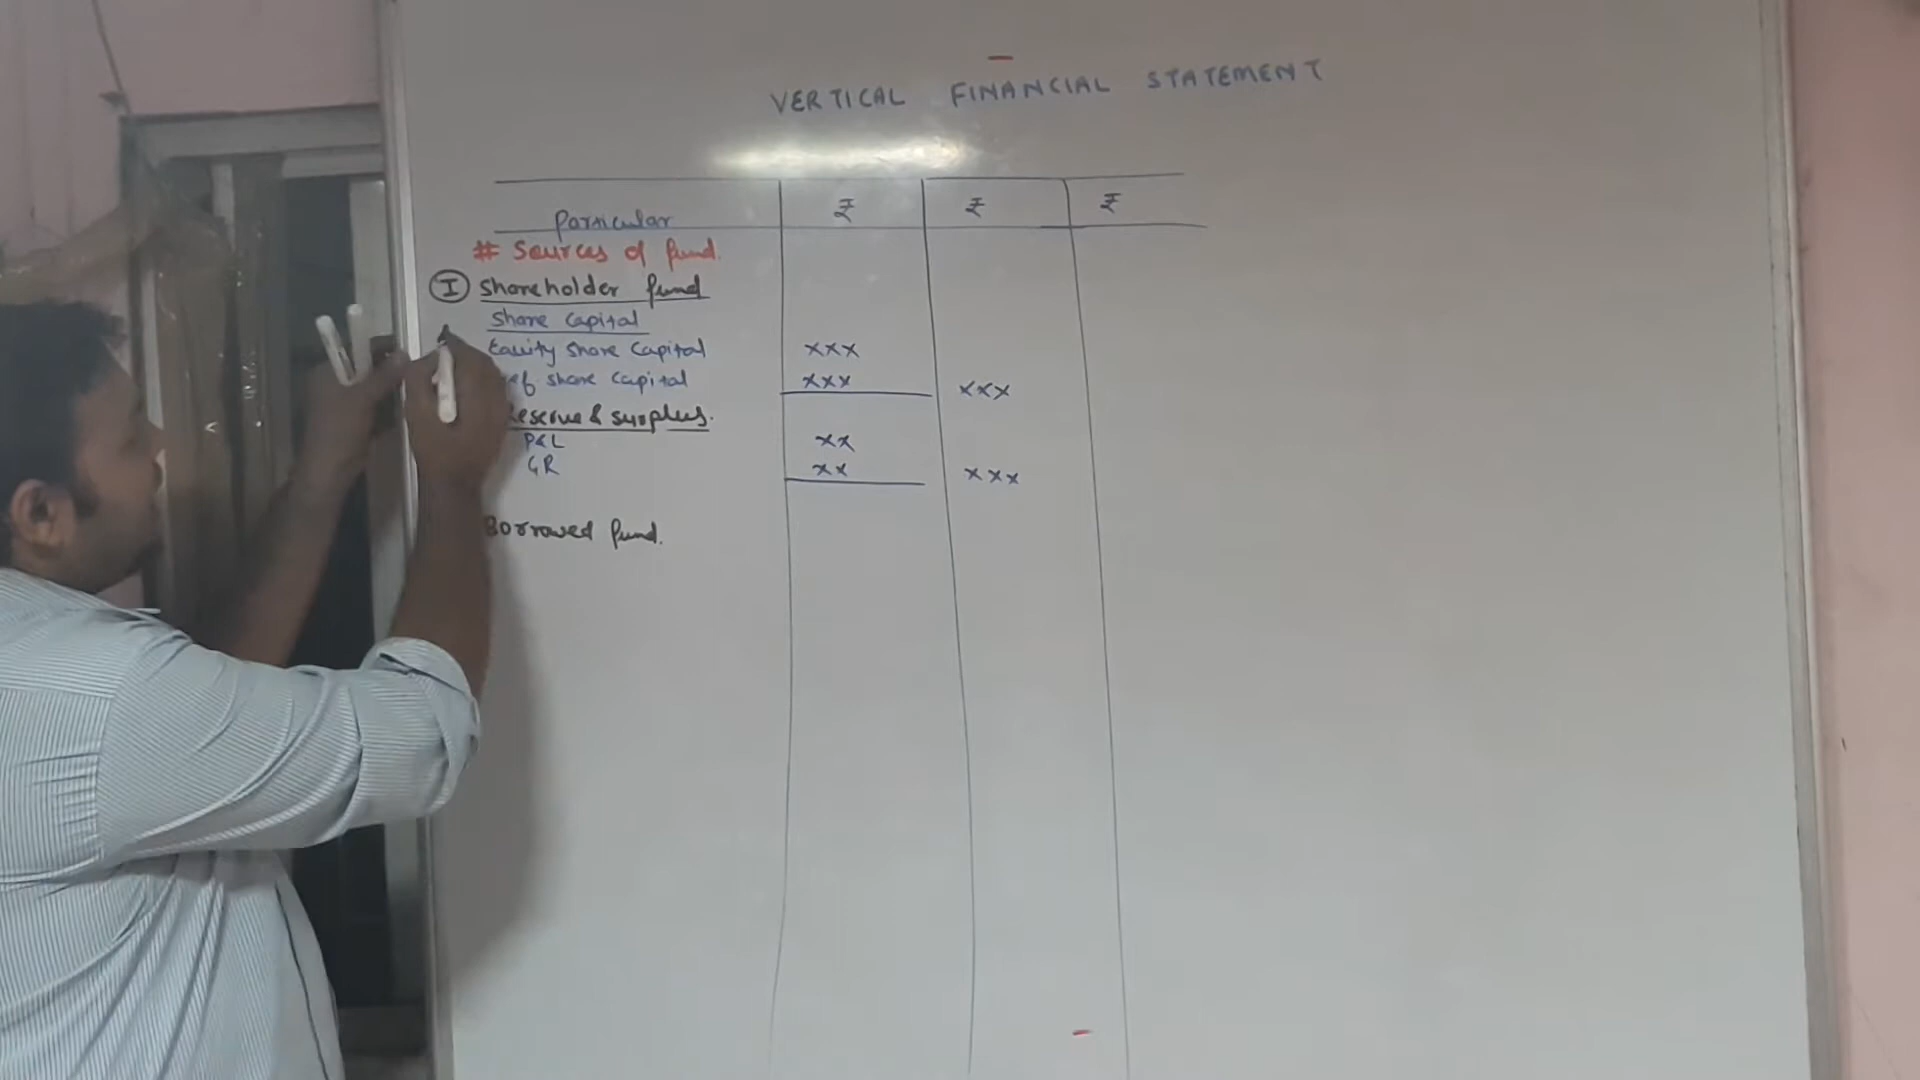 VERTICAL FINANCIAL STATEMENT
Particular ₹ ₹ ₹
# Sources of fund.
I Shareholder fund
Share Capital
Equity Share Capital xxx
ef. Share Capital xxx xxx
Reserve & Surplus.
P&L xx
GR xx xxx
Borrowed fund.